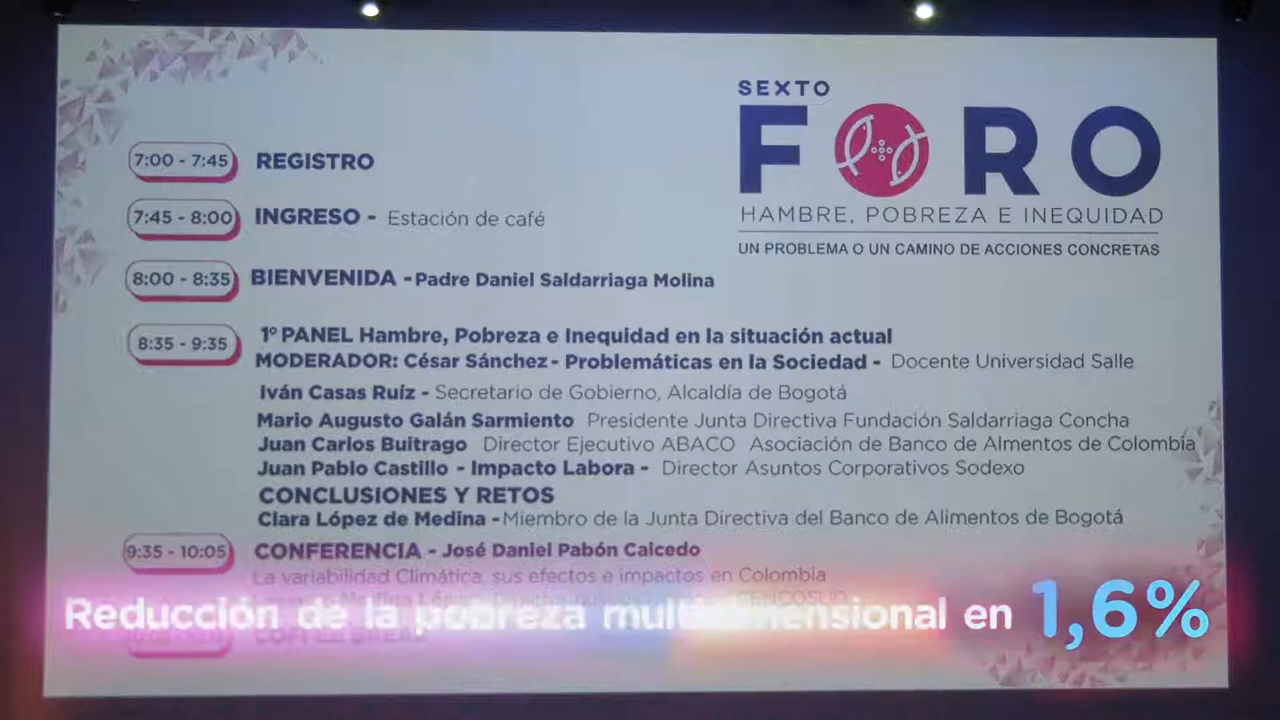 SEXTO
FORO
HAMBRE, POBREZA E INEQUIDAD
UN PROBLEMA O UN CAMINO DE ACCIONES CONCRETAS
7:00 - 7:45 REGISTRO
7:45 - 8:00 INGRESO - Estación de café
8:00 - 8:35 BIENVENIDA - Padre Daniel Saldarriaga Molina
8:35 - 9:35 1º PANEL Hambre, Pobreza e Inequidad en la situación actual
MODERADOR: César Sánchez - Problemáticas en la Sociedad - Docente Universidad Salle
Iván Casas Ruíz - Secretario de Gobierno, Alcaldía de Bogotá
Mario Augusto Galán Sarmiento Presidente Junta Directiva Fundación Saldarriaga Concha
Juan Carlos Buitrago Director Ejecutivo ABACO Asociación de Banco de Almentos de Colombia
Juan Pablo Castillo - Impacto Labora - Director Asuntos Corporativos Sodexo
CONCLUSIONES Y RETOS
Clara López de Medina - Miembro de la Junta Directiva del Banco de Alimentos de Bogotá
9:35 - 10:05 CONFERENCIA - José Daniel Pabón Caicedo
La variabilidad Climática, sus efectos e impactos en Colombia
Reducción de la pobreza multidimensional en 1,6%
COFFEE BREAK